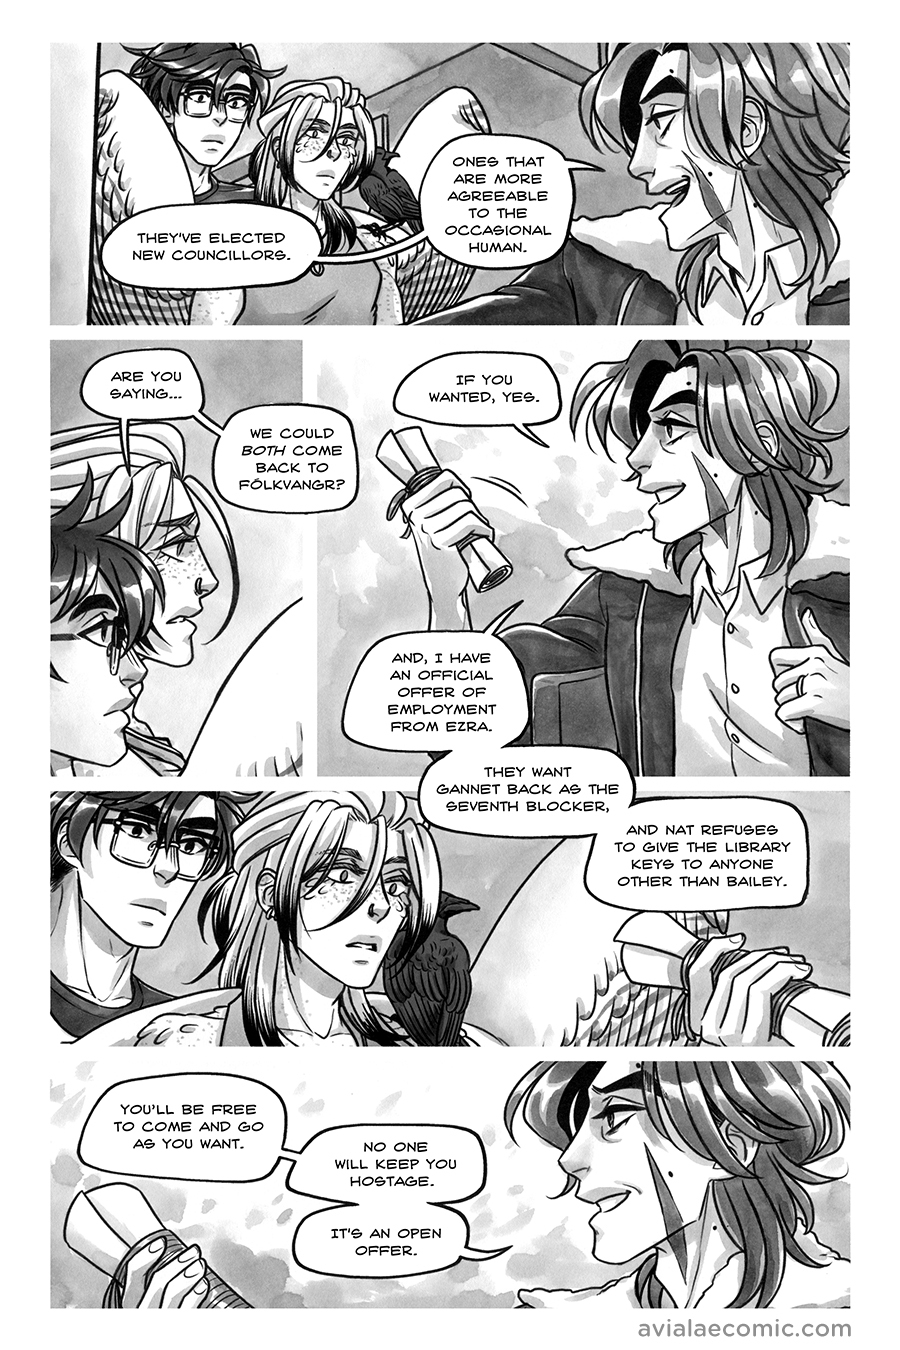 THEY'VE ELECTED
NEW COUNCILLORS.
ONES THAT
ARE MORE
AGREEABLE
TO THE
OCCASIONAL
HUMAN.
ARE YOU
SAYING...
WE COULD
BOTH COME
BACK TO
FÓLKVANGR?
IF YOU
WANTED, YES.
AND, I HAVE
AN OFFICIAL
OFFER OF
EMPLOYMENT
FROM EZRA.
THEY WANT
GANNET BACK AS THE
SEVENTH BLOCKER,
AND NAT REFUSES
TO GIVE THE LIBRARY
KEYS TO ANYONE
OTHER THAN BAILEY.
YOU'LL BE FREE
TO COME AND GO
AS YOU WANT.
NO ONE
WILL KEEP YOU
HOSTAGE.
IT'S AN OPEN
OFFER.
avialaecomic.com